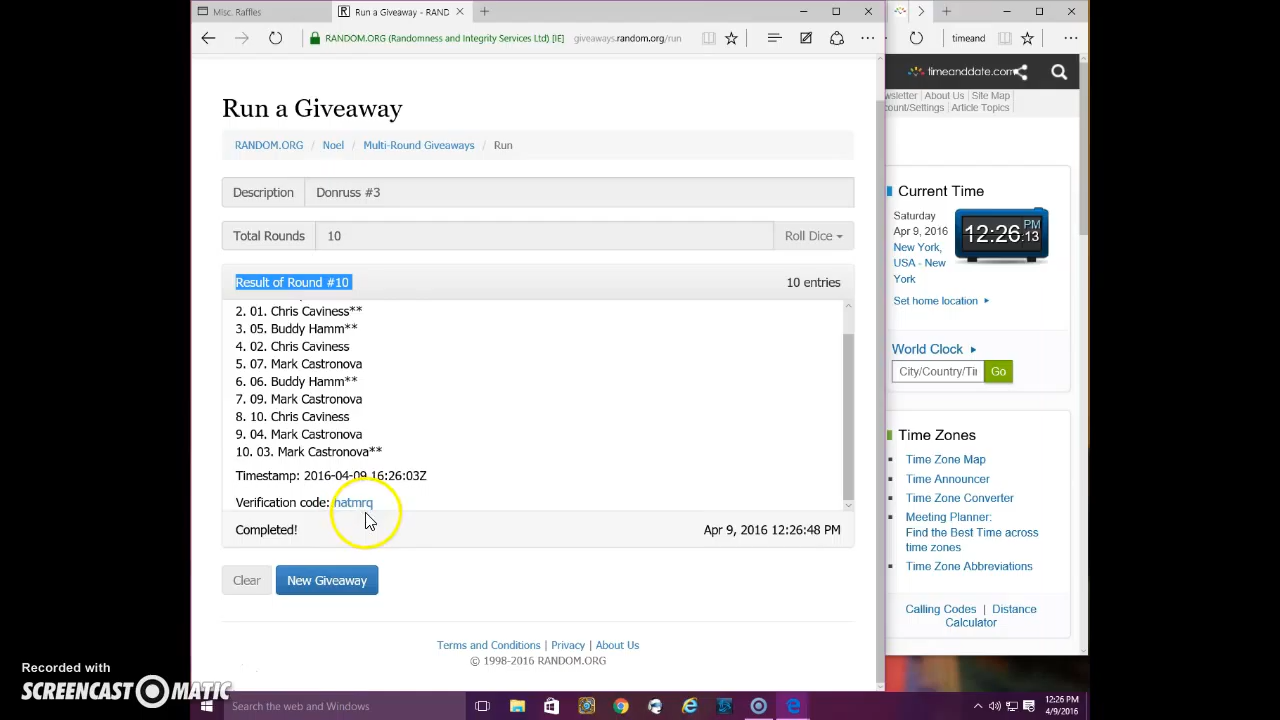 Misc. Raffles
Run a Giveaway - RAND
RANDOM.ORG (Randomness and Integrity Services Ltd) [IE]
giveaways.random.org/run
timeand
timeanddate.com
Run a Giveaway
wsletter | About Us | Site Map
count/Settings | Article Topics
RANDOM.ORG / Noel / Multi-Round Giveaways / Run
Description Donruss #3
Total Rounds 10 Roll Dice
Result of Round #10 10 entries
2. 01. Chris Caviness**
3. 05. Buddy Hamm**
4. 02. Chris Caviness
5. 07. Mark Castronova
6. 06. Buddy Hamm**
7. 09. Mark Castronova
8. 10. Chris Caviness
9. 04. Mark Castronova
10. 03. Mark Castronova**
Timestamp: 2016-04-09 16:26:03Z
Verification code: natmrq
Completed! Apr 9, 2016 12:26:48 PM
Clear New Giveaway
Terms and Conditions | Privacy | About Us
© 1998-2016 RANDOM.ORG
Current Time
Saturday
Apr 9, 2016
New York,
USA - New
York
12:26:13 PM
Set home location
World Clock
City/Country/Tin Go
Time Zones
Time Zone Map
Time Announcer
Time Zone Converter
Meeting Planner:
Find the Best Time across
time zones
Time Zone Abbreviations
Calling Codes | Distance
Calculator
Recorded with
SCREENCAST MATIC
Search the web and Windows
12:26 PM
4/9/2016